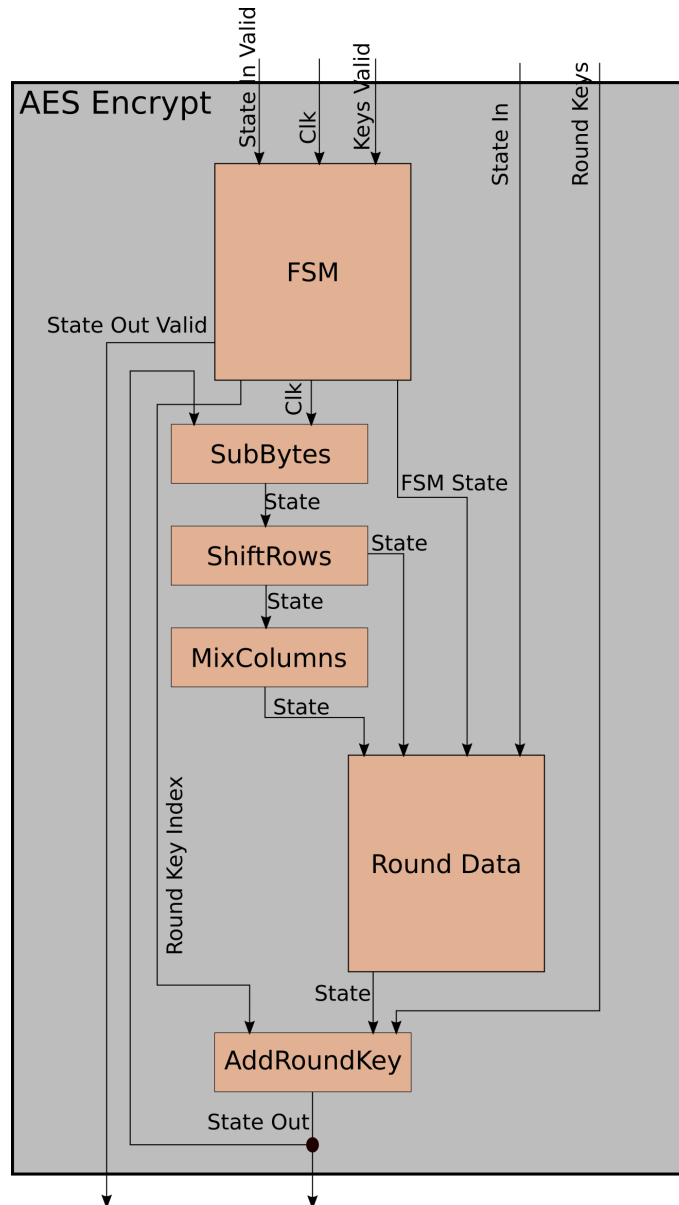 State In Valid
Clk
Keys Valid
State In
Round Keys
AES Encrypt
FSM
State Out Valid
Clk
SubBytes
FSM State
State
ShiftRows
State
State
MixColumns
State
Round Key Index
Round Data
State
AddRoundKey
State Out